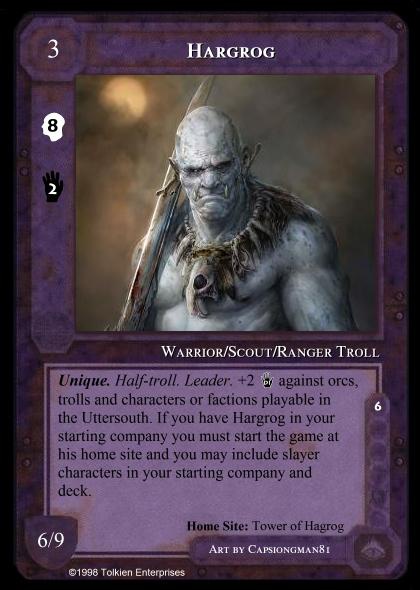 3
HARGROG
8
2
WARRIOR/SCOUT/RANGER TROLL
Unique. Half-troll. Leader. +2 against orcs,
trolls and characters or factions playable in
the Uttersouth. If you have Hargrog in your
starting company you must start the game at
his home site and you may include slayer
characters in your starting company and
deck.
6
Home Site: Tower of Hagrog
6/9
ART BY CAPSIONGMAN81
©1998 Tolkien Enterprises